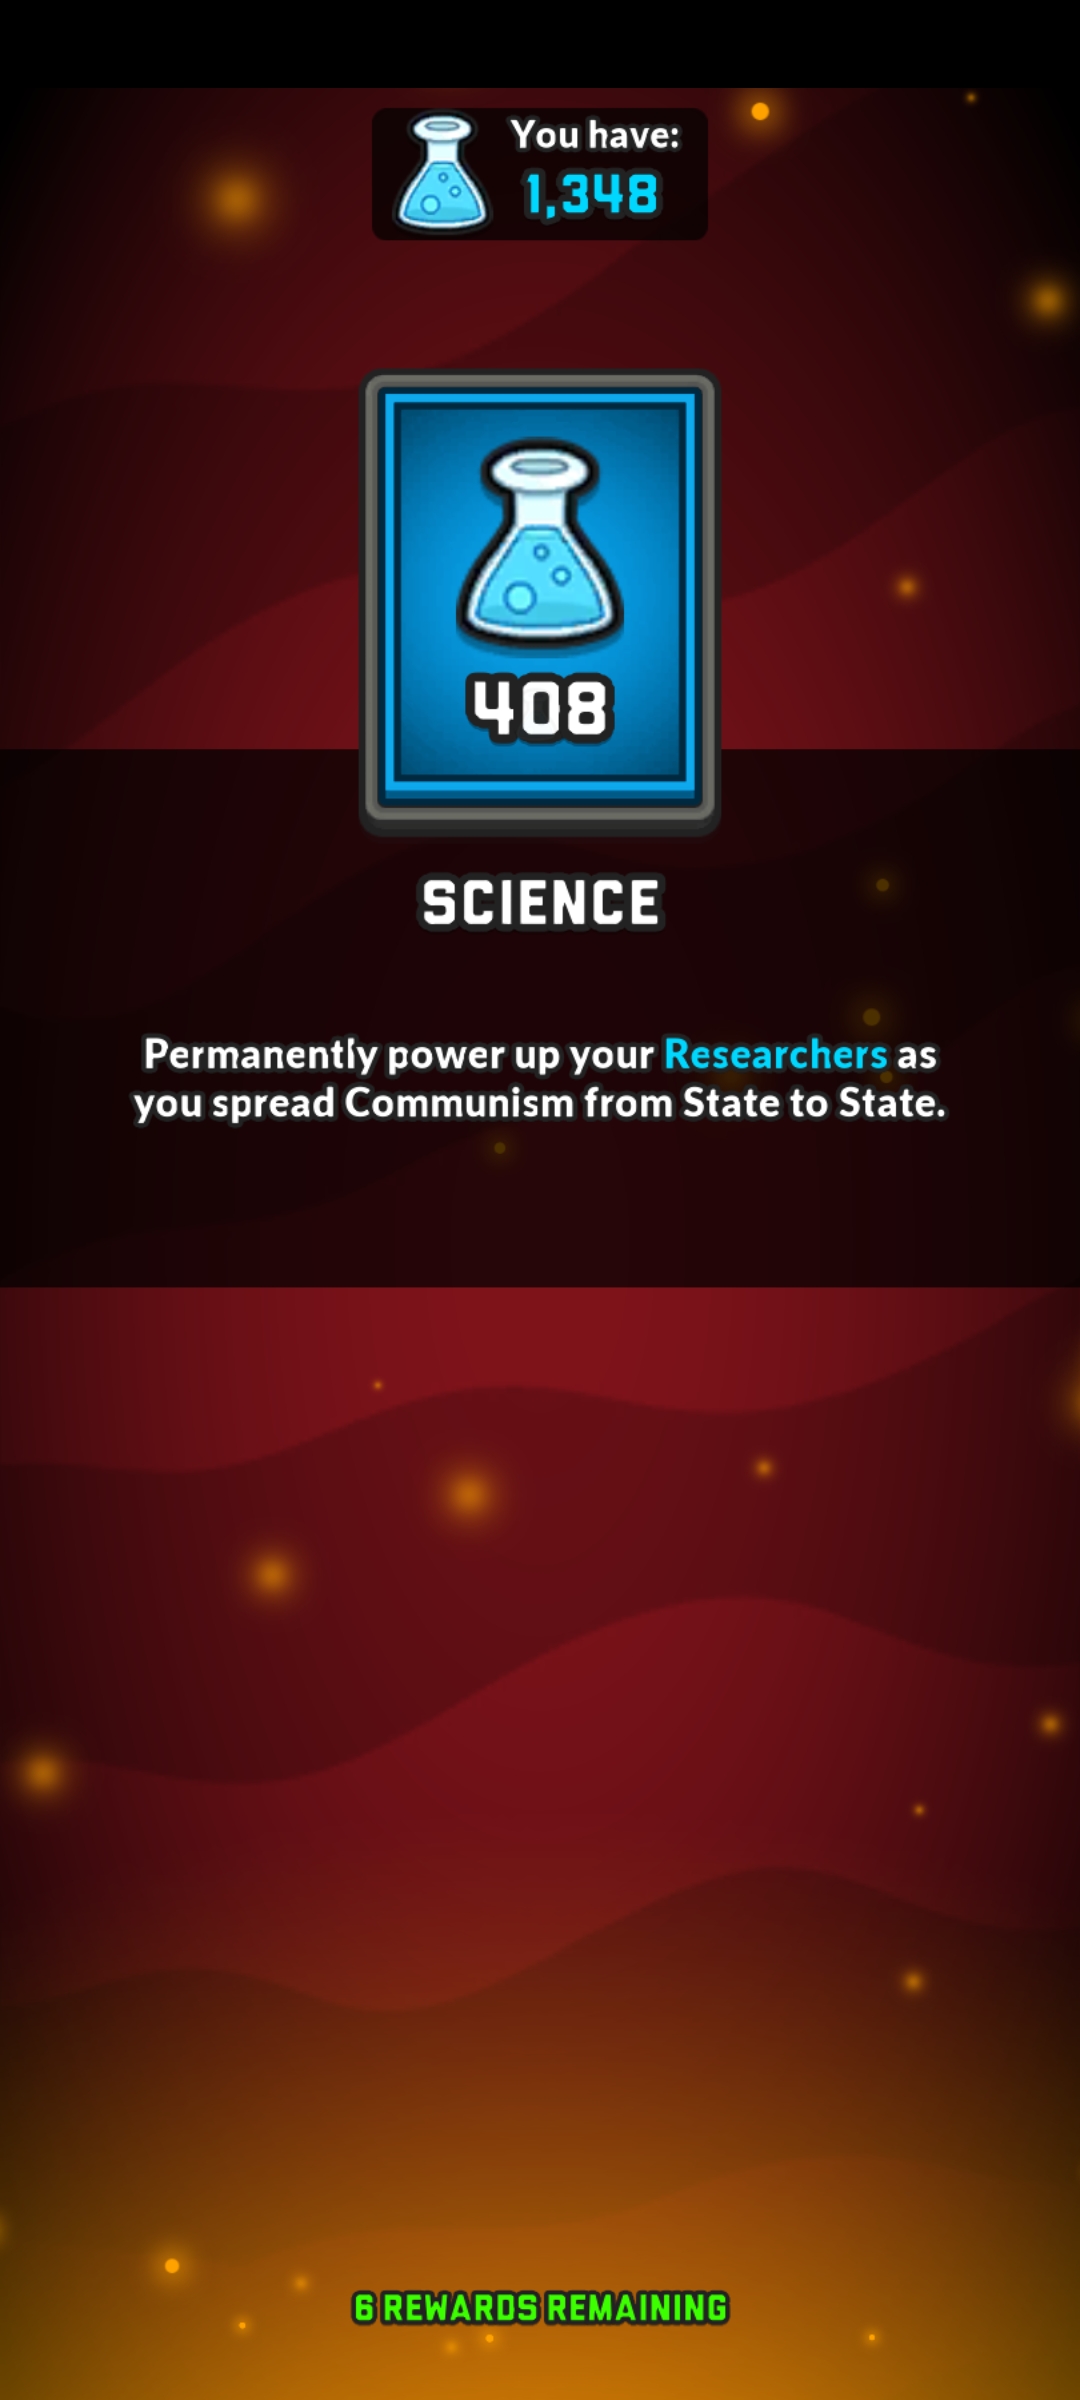 You have:
1,348
408
SCIENCE
Permanently power up your Researchers as
you spread Communism from State to State.
6 REWARDS REMAINING